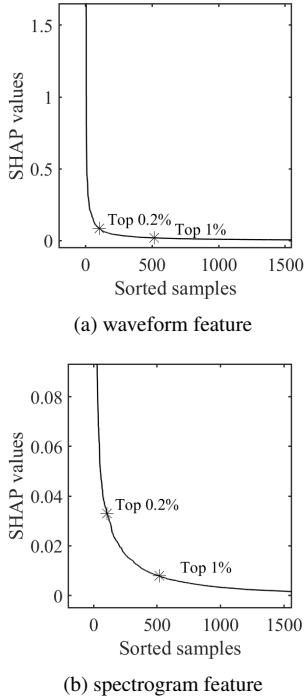 1.5
1
0.5
0
SHAP values
Top 0.2%
Top 1%
0 500 1000 1500
Sorted samples
(a) waveform feature
0.08
0.06
0.04
0.02
0
SHAP values
Top 0.2%
Top 1%
0 500 1000 1500
Sorted samples
(b) spectrogram feature